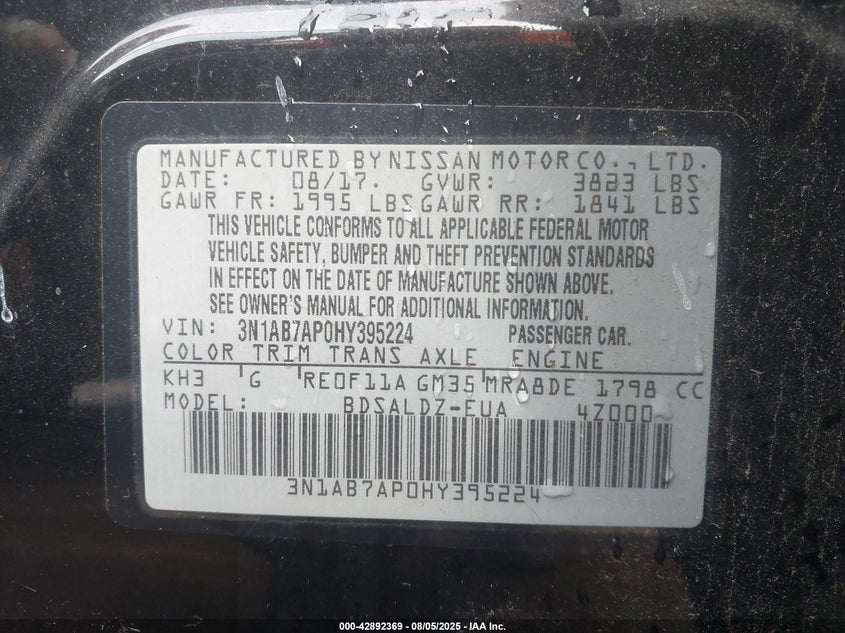 MANUFACTURED BY NISSAN MOTOR CO., LTD.
DATE: 08/17. GVWR: 3823 LBS
GAWR FR: 1995 LBS GAWR RR: 1841 LBS
THIS VEHICLE CONFORMS TO ALL APPLICABLE FEDERAL MOTOR
VEHICLE SAFETY, BUMPER AND THEFT PREVENTION STANDARDS
IN EFFECT ON THE DATE OF MANUFACTURE SHOWN ABOVE.
SEE OWNER'S MANUAL FOR ADDITIONAL INFORMATION.
VIN: 3N1AB7AP0HY395224 PASSENGER CAR.
COLOR TRIM TRANS AXLE ENGINE
KH3 G RE0F11A GM35 MRA8DE 1798 CC
MODEL: BDSALDZ-EUA 4Z000
3N1AB7AP0HY395224
000-42892369 - 08/05/2025 - IAA Inc.